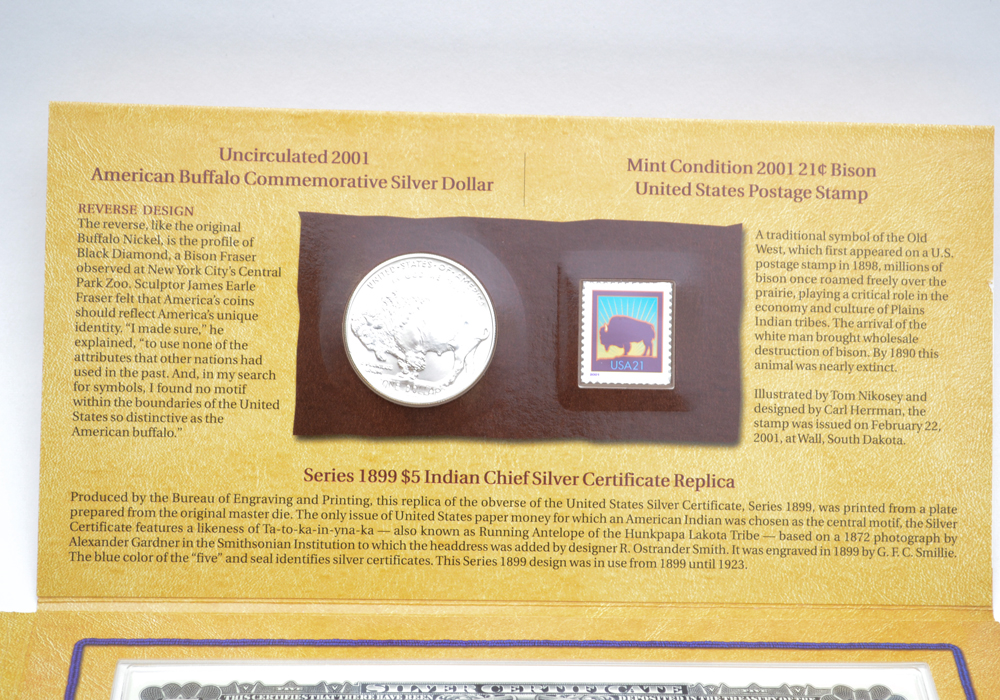 Uncirculated 2001
American Buffalo Commemorative Silver Dollar
REVERSE DESIGN
The reverse, like the original
Buffalo Nickel, is the profile of
Black Diamond, a Bison Fraser
observed at New York City's Central
Park Zoo. Sculptor James Earle
Fraser felt that America's coins
should reflect America's unique
identity. "I made sure," he
explained, "to use none of the
attributes that other nations had
used in the past. And, in my search
for symbols, I found no motif
within the boundaries of the United
States so distinctive as the
American buffalo."
UNITED·STATES·OF
USA21
Mint Condition 2001 21¢ Bison
United States Postage Stamp
A traditional symbol of the Old
West, which first appeared on a U.S.
postage stamp in 1898, millions of
bison once roamed freely over the
prairie, playing a critical role in the
economy and culture of Plains
Indian tribes. The arrival of the
white man brought wholesale
destruction of bison. By 1890 this
animal was nearly extinct.
Illustrated by Tom Nikosey and
designed by Carl Herrman, the
stamp was issued on February 22,
2001, at Wall, South Dakota.
Series 1899 $5 Indian Chief Silver Certificate Replica
Produced by the Bureau of Engraving and Printing, this replica of the obverse of the United States Silver Certificate, Series 1899, was printed from a plate
prepared from the original master die. The only issue of United States paper money for which an American Indian was chosen as the central motif, the Silver
Certificate features a likeness of Ta-to-ka-in-yna-ka — also known as Running Antelope of the Hunkpapa Lakota Tribe — based on a 1872 photograph by
Alexander Gardner in the Smithsonian Institution to which the headdress was added by designer R. Ostrander Smith. It was engraved in 1899 by G. F. C. Smillie.
The blue color of the "five" and seal identifies silver certificates. This Series 1899 design was in use from 1899 until 1923.
SILVER CERTIFICATE
THIS CERTIFIES THAT THERE HAVE BEEN
DEPOSITED IN THE TREASURY OF THE